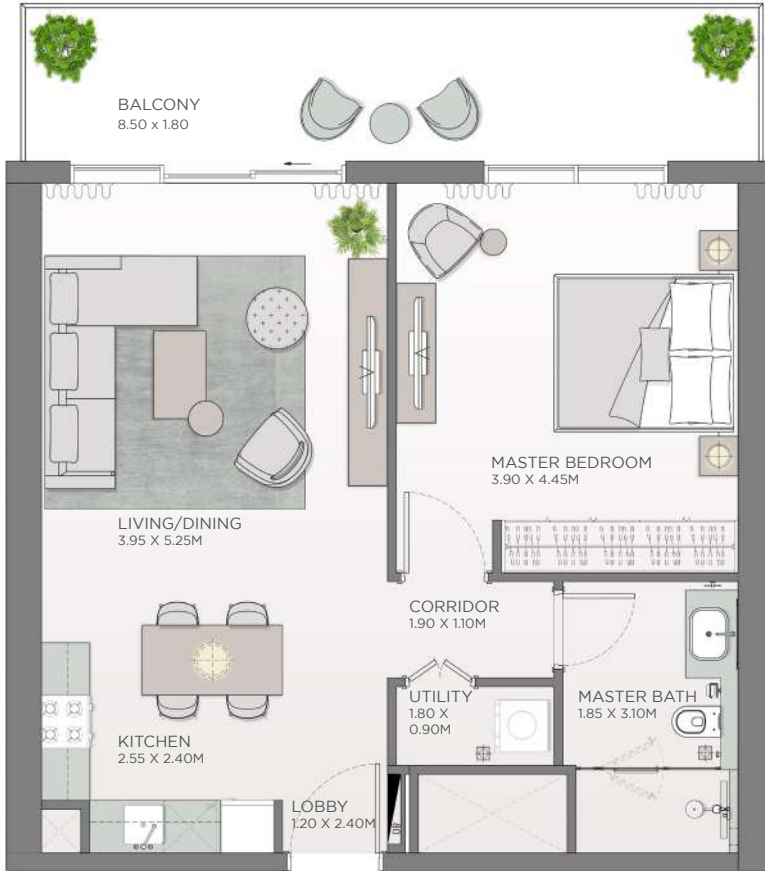 BALCONY
8.50 x 1.80
MASTER BEDROOM
3.90 X 4.45M
LIVING/DINING
3.95 X 5.25M
CORRIDOR
1.90 X 1.10M
UTILITY
1.80 X
0.90M
MASTER BATH
1.85 X 3.10M
KITCHEN
2.55 X 2.40M
LOBBY
1.20 X 2.40M
DB